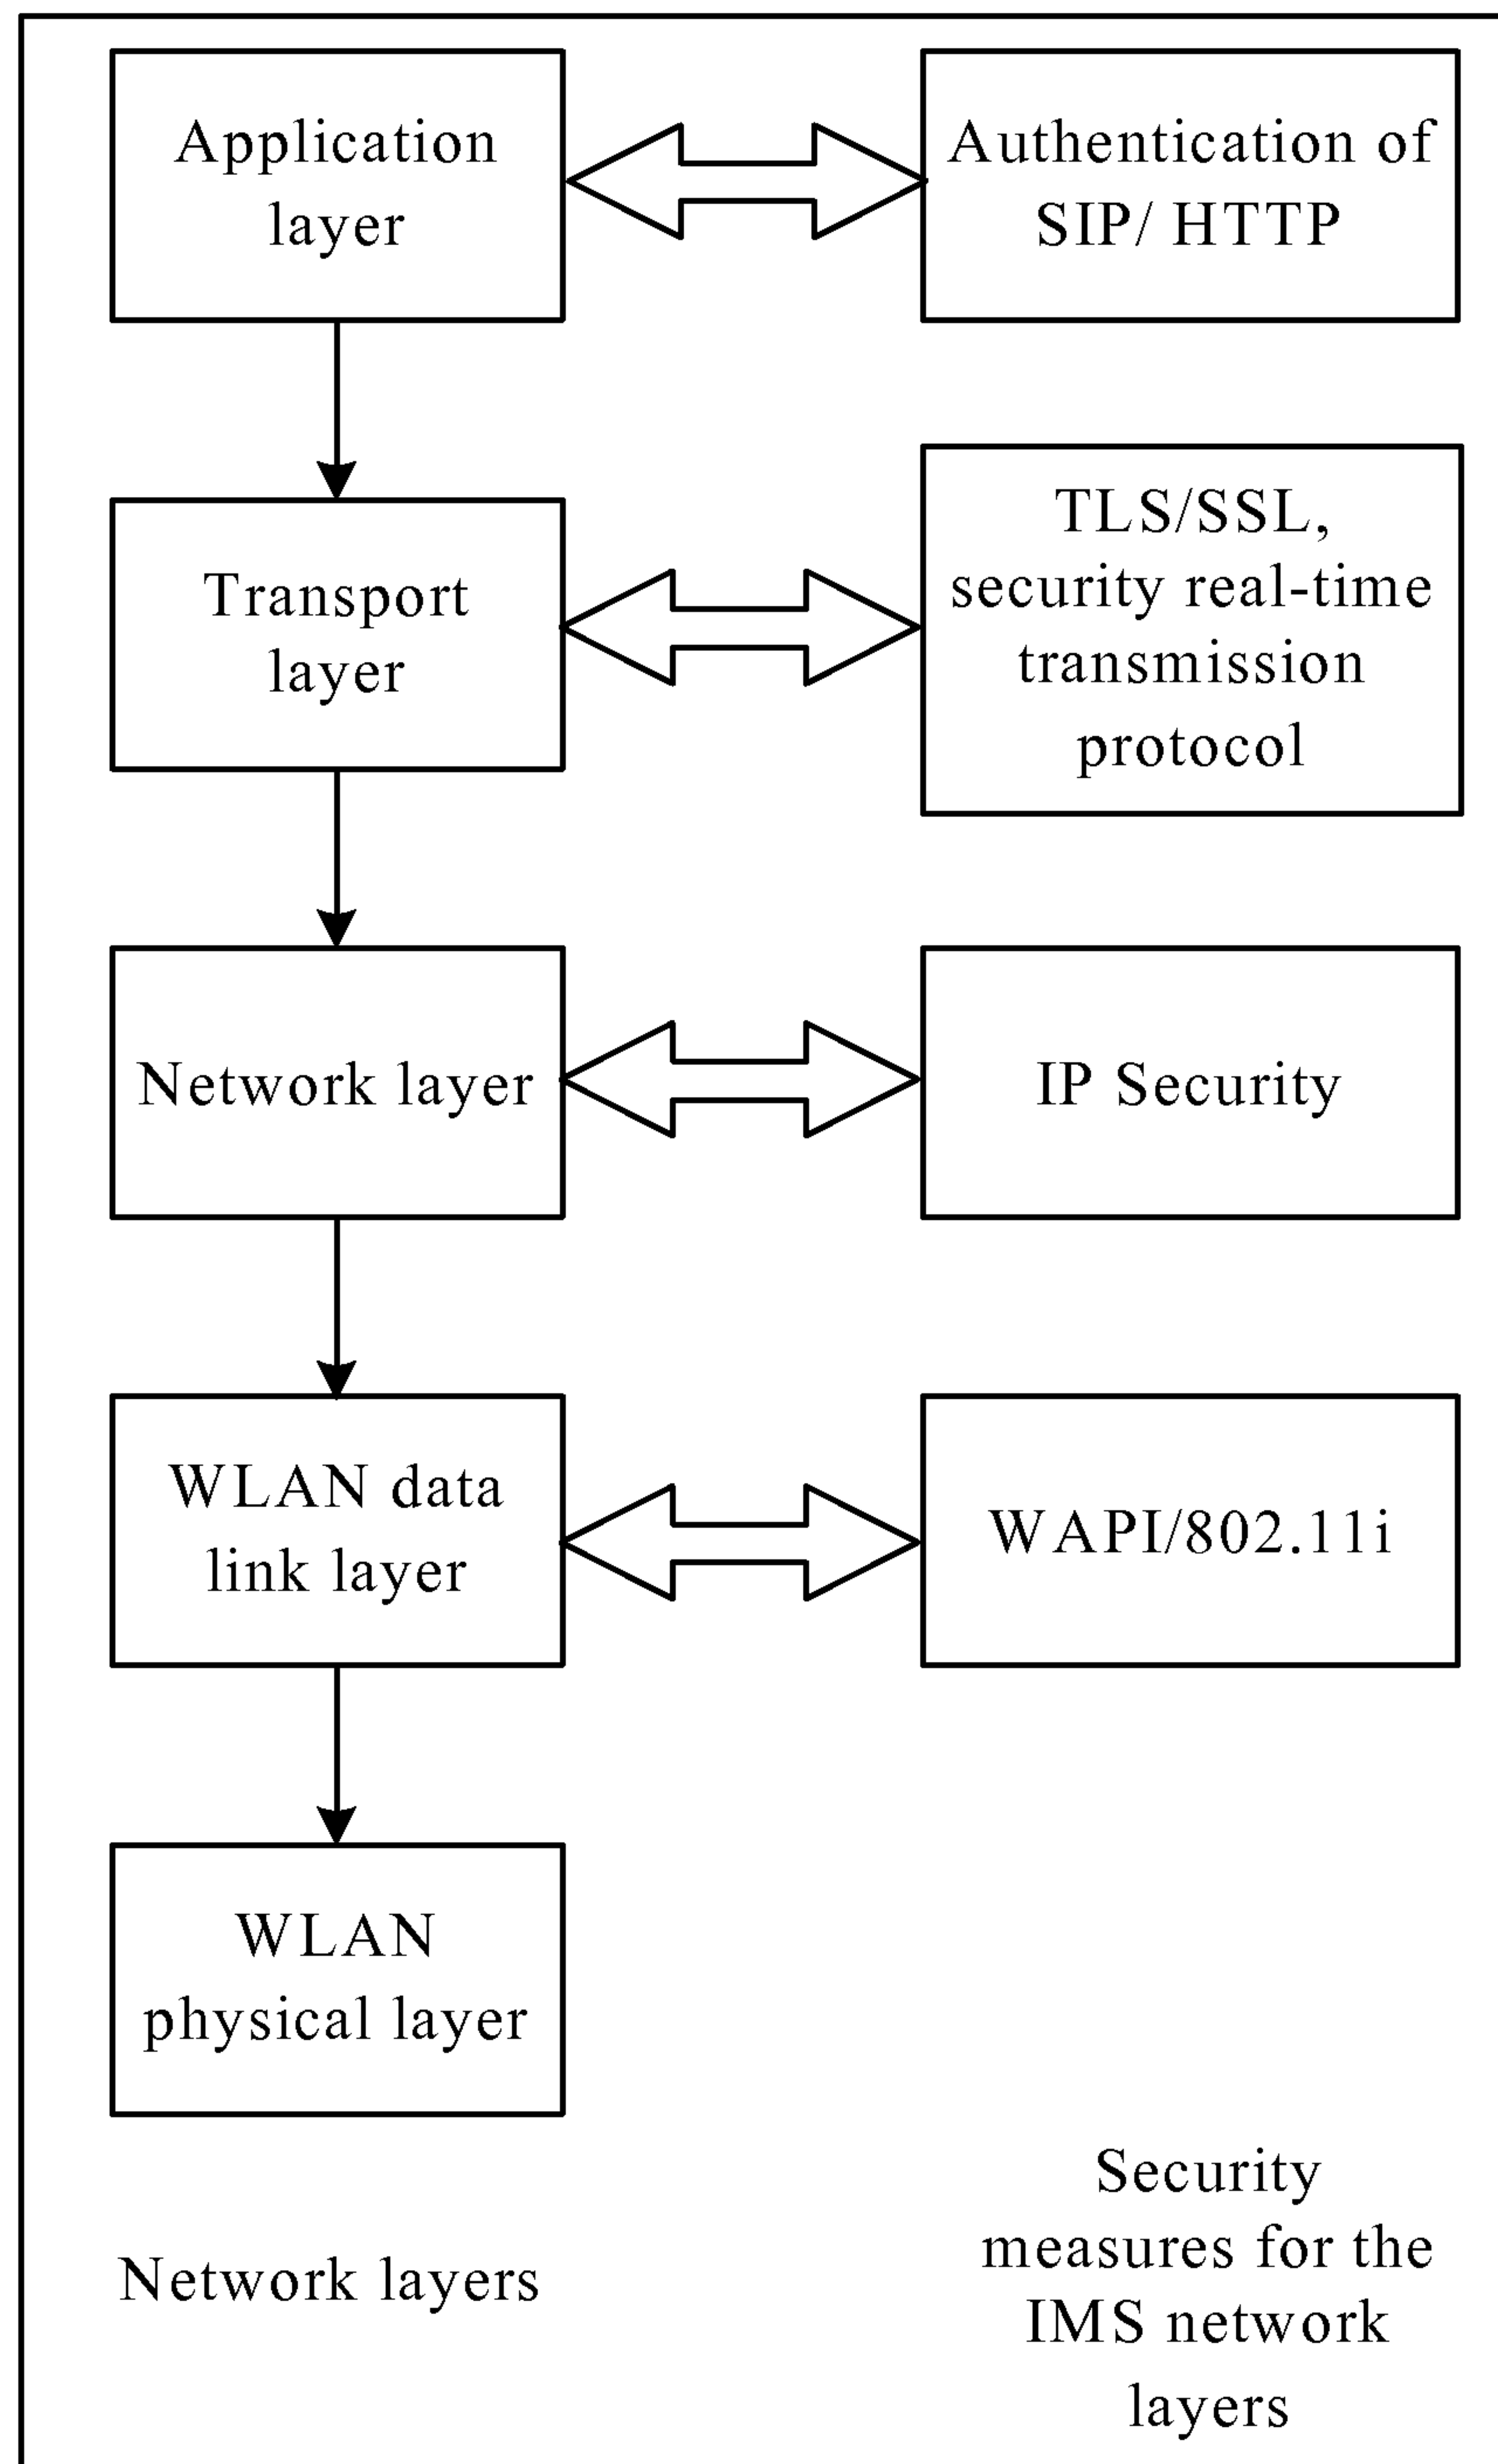 Application
layer
Authentication of
SIP/ HTTP
Transport
layer
TLS/SSL,
security real-time
transmission
protocol
Network layer
IP Security
WLAN data
link layer
WAPI/802.11i
WLAN
physical layer
Network layers
Security
measures for the
IMS network
layers